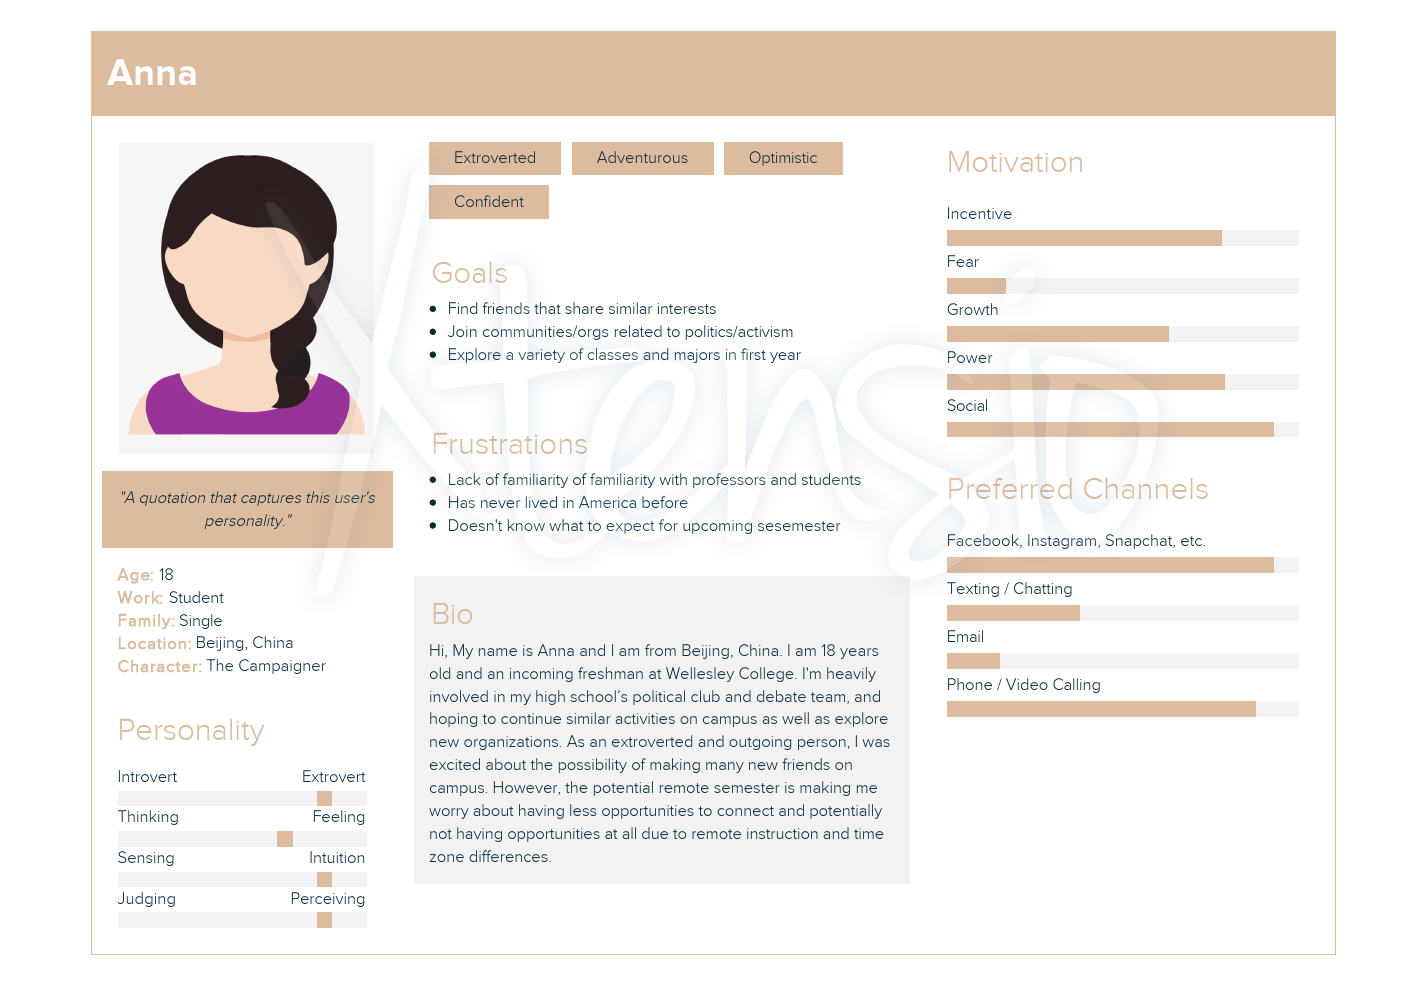 Anna
"A quotation that captures this user's
personality."
Age: 18
Work: Student
Family: Single
Location: Beijing, China
Character: The Campaigner
Personality
Introvert Extrovert
Thinking Feeling
Sensing Intuition
Judging Perceiving
Extroverted Adventurous Optimistic
Confident
Goals
• Find friends that share similar interests
• Join communities/orgs related to politics/activism
• Explore a variety of classes and majors in first year
Frustrations
• Lack of familiarity of familiarity with professors and students
• Has never lived in America before
• Doesn't know what to expect for upcoming sesemester
Bio
Hi, My name is Anna and I am from Beijing, China. I am 18 years
old and an incoming freshman at Wellesley College. I'm heavily
involved in my high school’s political club and debate team, and
hoping to continue similar activities on campus as well as explore
new organizations. As an extroverted and outgoing person, I was
excited about the possibility of making many new friends on
campus. However, the potential remote semester is making me
worry about having less opportunities to connect and potentially
not having opportunities at all due to remote instruction and time
zone differences.
Motivation
Incentive
Fear
Growth
Power
Social
Preferred Channels
Facebook, Instagram, Snapchat, etc.
Texting / Chatting
Email
Phone / Video Calling
XtensiO